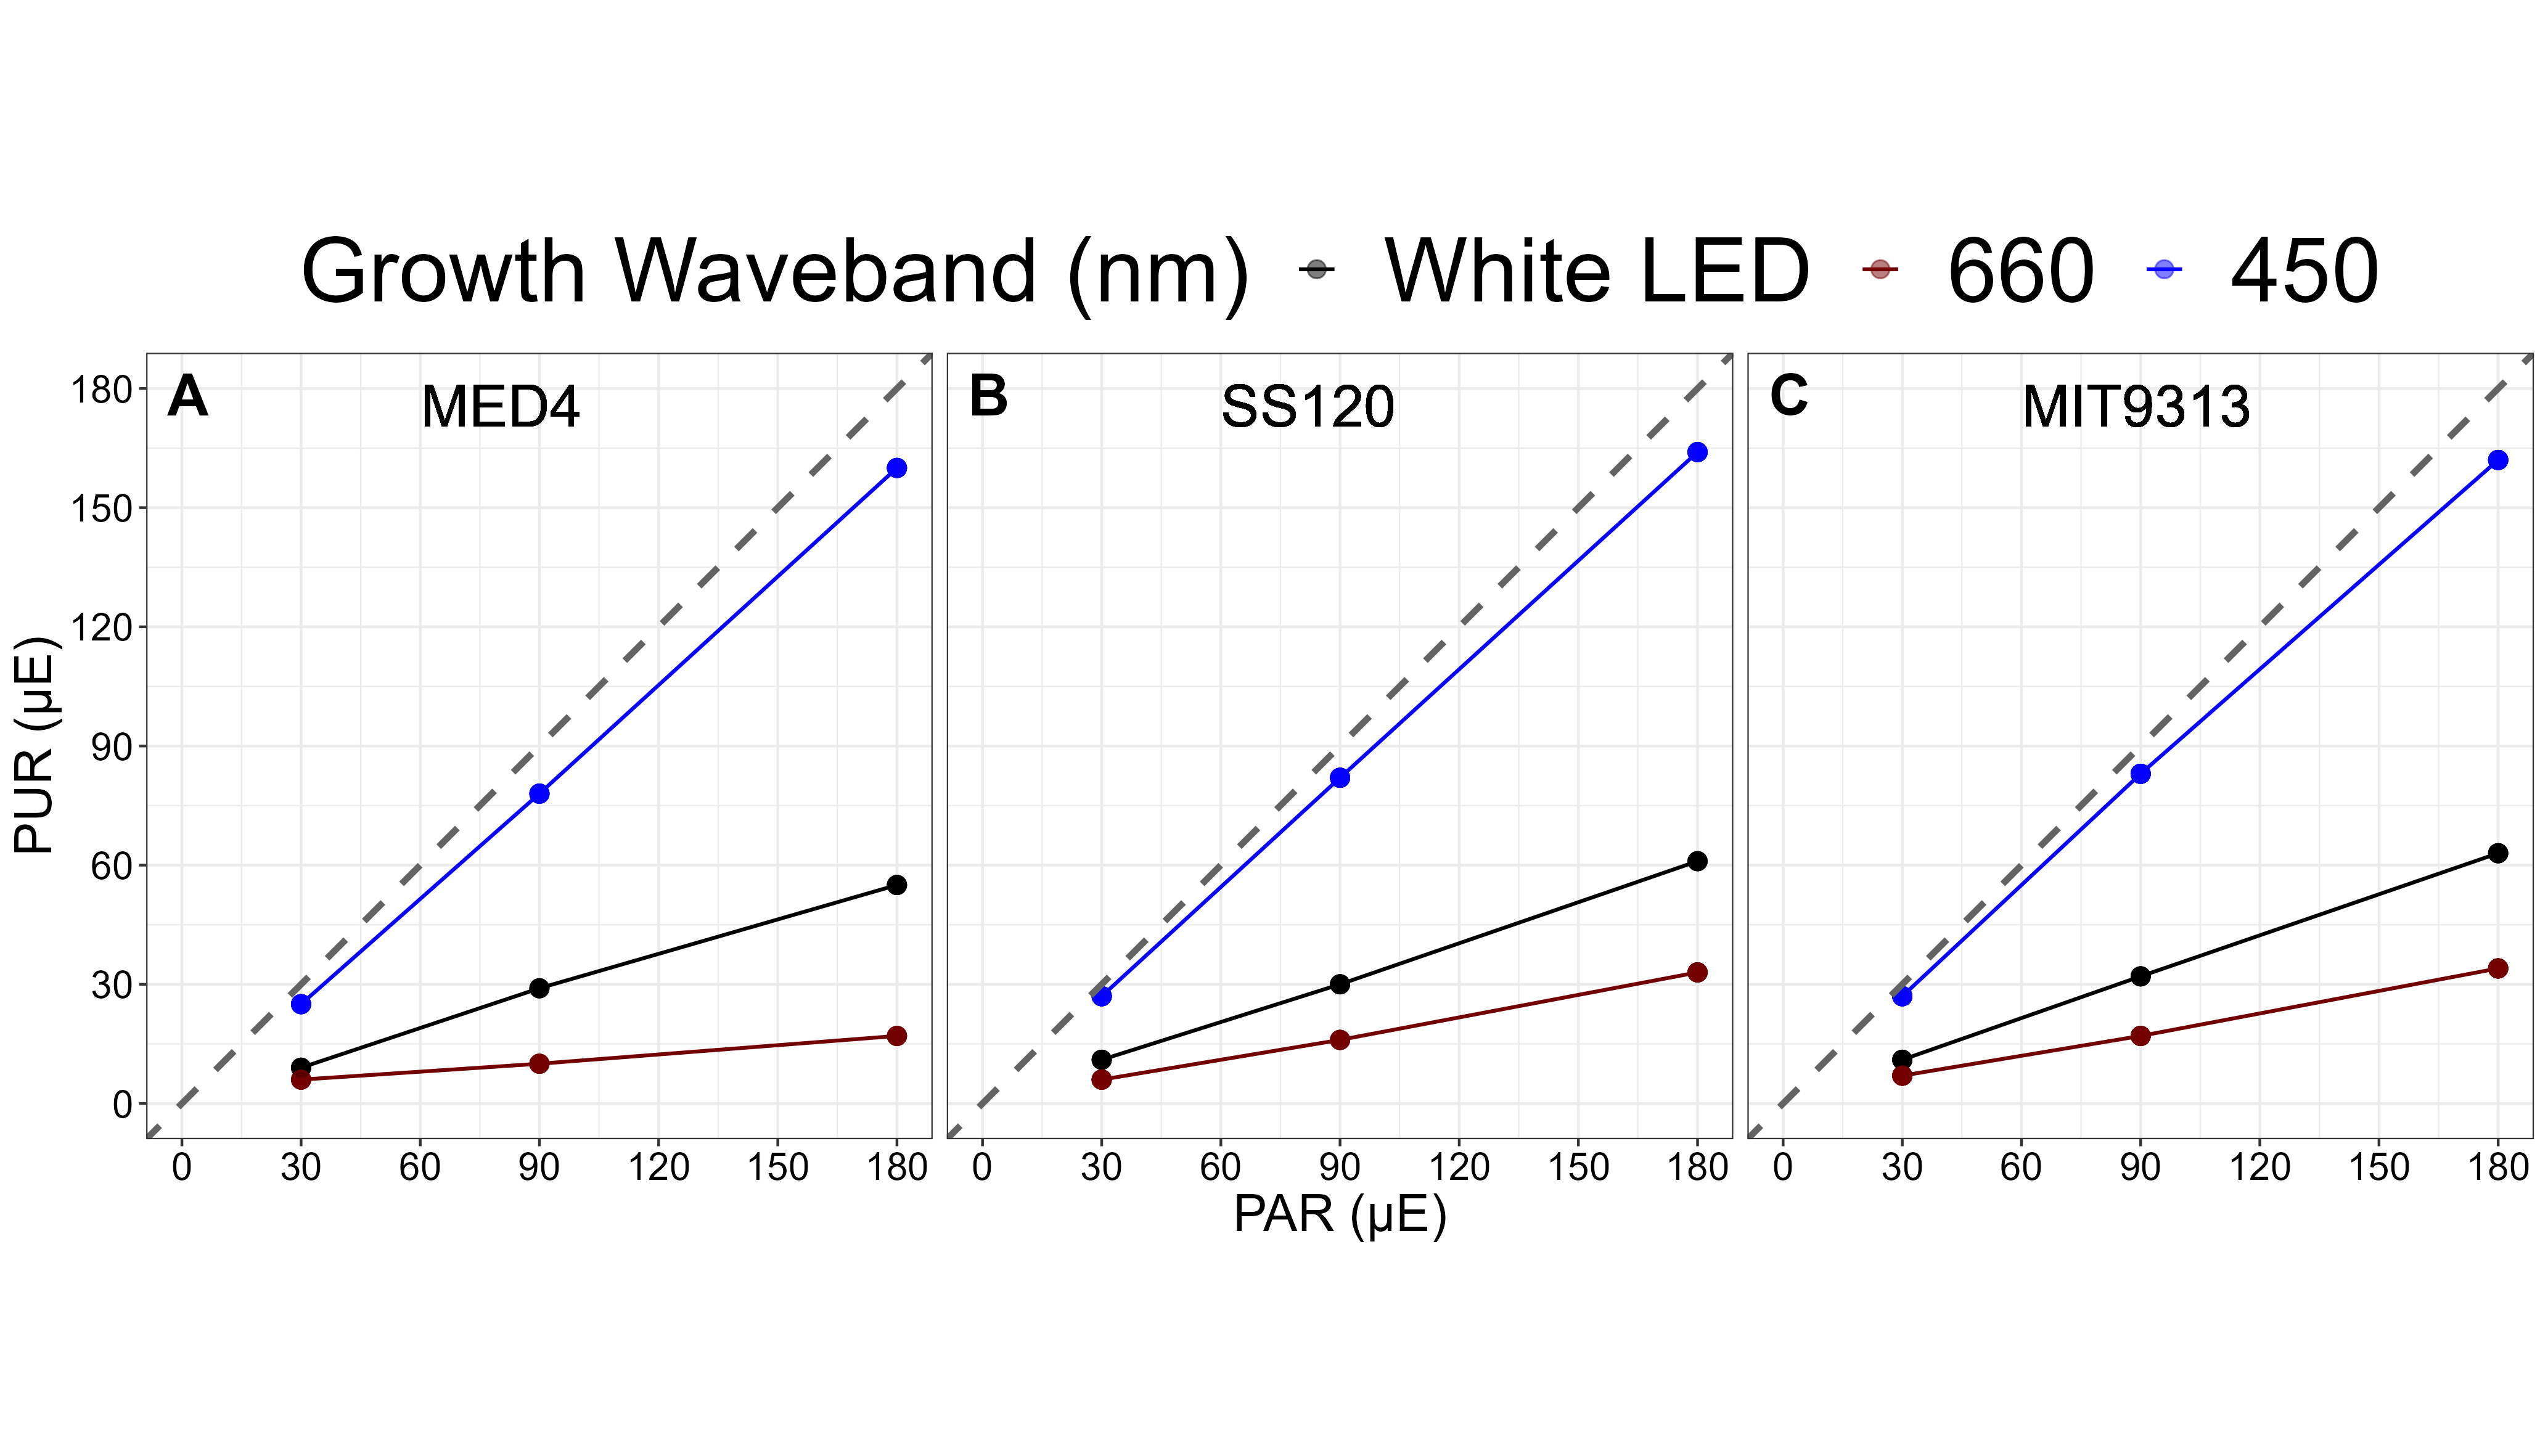 Growth Waveband (nm) White LED 660 450
A MED4
B SS120
C MIT9313
PUR (µE)
180
150
120
90
60
30
0
0 30 60 90 120 150 180
0 30 60 90 120 150 180
0 30 60 90 120 150 180
PAR (µE)